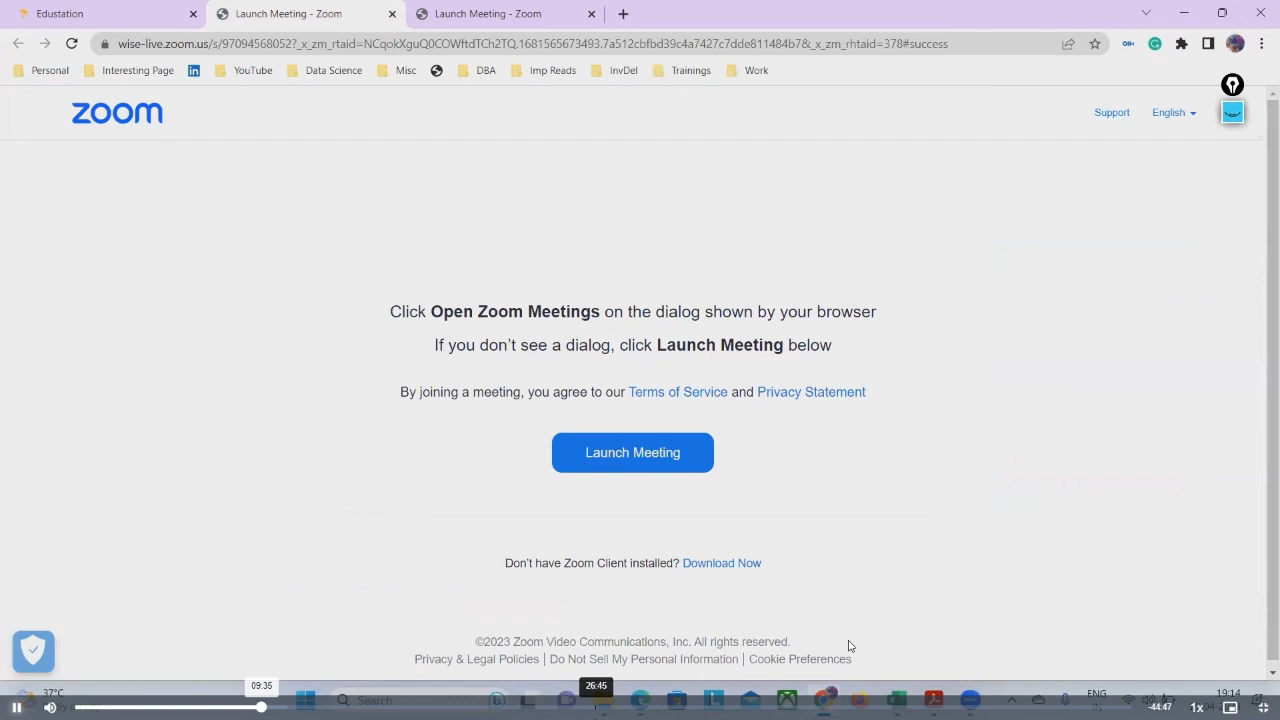 Edustation
Launch Meeting - Zoom
Launch Meeting - Zoom
wise-live.zoom.us/s/97094568052?_x_zm_rtaid=NCqokXguQ0COWftdTCh2TQ.1681565673493.7a512cbfbd39c4a7427c7dde811484b7&_x_zm_rhtaid=378#success
Personal
Interesting Page
YouTube
Data Science
Misc
DBA
Imp Reads
InvDel
Trainings
Work
zoom
Support
English
Click Open Zoom Meetings on the dialog shown by your browser
If you don't see a dialog, click Launch Meeting below
By joining a meeting, you agree to our Terms of Service and Privacy Statement
Launch Meeting
Don't have Zoom Client installed? Download Now
©2023 Zoom Video Communications, Inc. All rights reserved.
Privacy & Legal Policies | Do Not Sell My Personal Information | Cookie Preferences
37°C
09:35
Search
26:45
ENG
IN
19:14
-44:47
1x